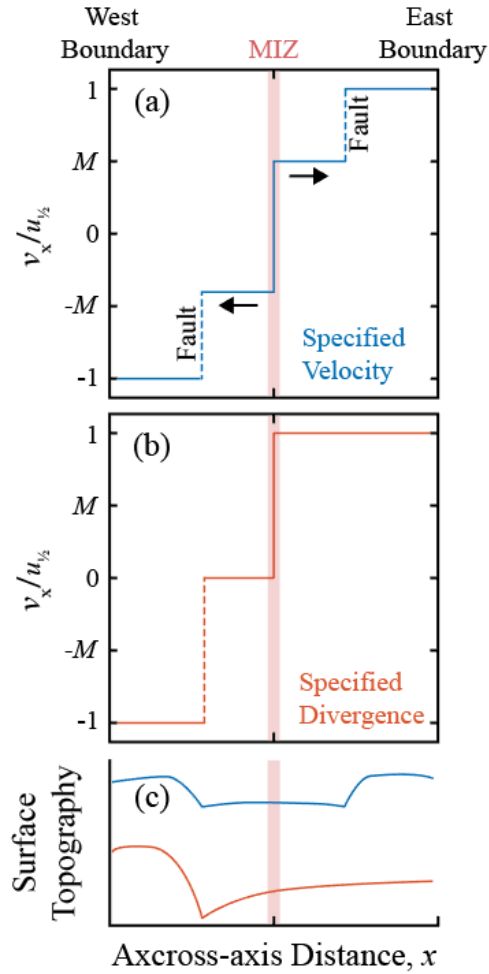 West Boundary
MIZ
East Boundary
(a)
1
M
0
-M
-1
v_x/u_½
Fault
Fault
Specified
Velocity
(b)
1
M
0
-M
-1
v_x/u_½
Specified
Divergence
(c)
Surface
Topography
Axcross-axis Distance, x